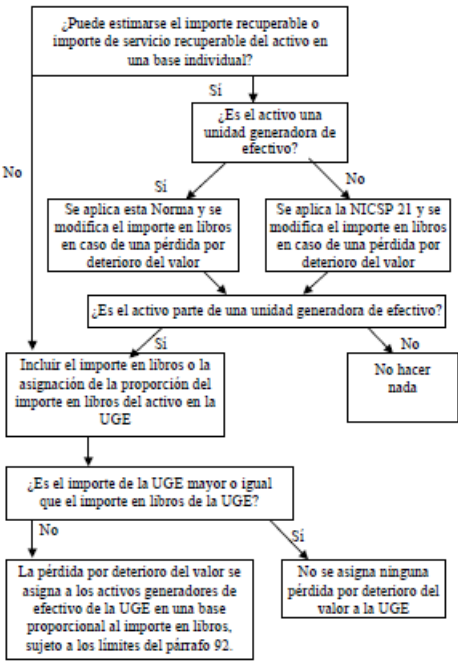 ¿Puede estimarse el importe recuperable o
importe de servicio recuperable del activo en
una base individual?
Sí
¿Es el activo una
unidad generadora de
efectivo?
No
Sí
No
Se aplica esta Norma y se
modifica el importe en libros
en caso de una pérdida por
deterioro del valor
Se aplica la NICSP 21 y se
modifica el importe en libros
en caso de una pérdida por
deterioro del valor
¿Es el activo parte de una unidad generadora de efectivo?
Sí
No
Incluir el importe en libros o la
asignación de la proporción del
importe en libros del activo en la
UGE
No hacer
nada
¿Es el importe de la UGE mayor o igual
que el importe en libros de la UGE?
No
Sí
La pérdida por deterioro del valor se
asigna a los activos generadores de
efectivo de la UGE en una base
proporcional al importe en libros,
sujeto a los límites del párrafo 92.
No se asigna ninguna
pérdida por deterioro del
valor a la UGE